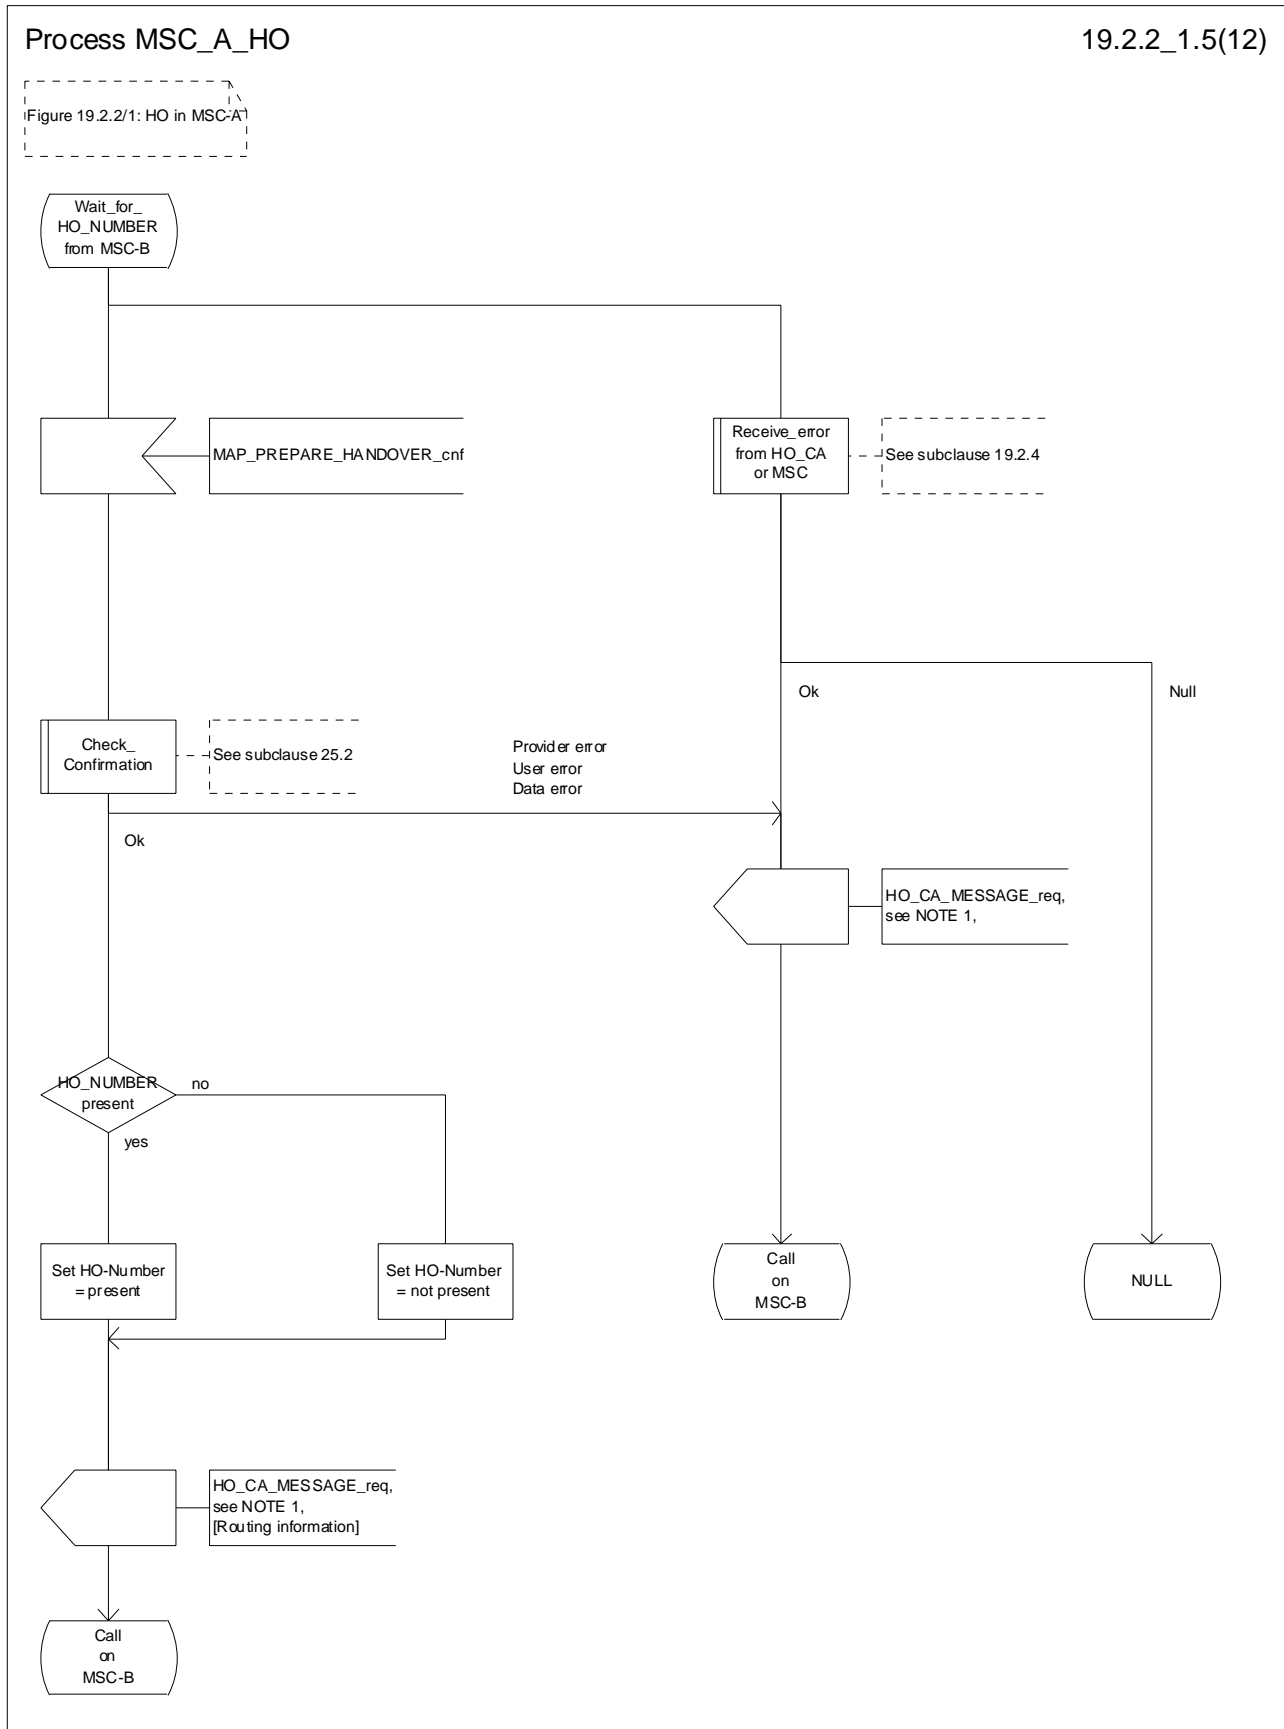 Process MSC_A_HO
19.2.2_1.5(12)
Figure 19.2.2/1: HO in MSC-A
Wait_for_
HO_NUMBER
from MSC-B
MAP_PREPARE_HANDOVER_cnf
Receive_error
from HO_CA
or MSC
See subclause 19.2.4
Ok
Null
Check_
Confirmation
See subclause 25.2
Provider error
User error
Data error
Ok
HO_CA_MESSAGE_req,
see NOTE 1,
HO_NUMBER
present
no
yes
Set HO-Number
= present
Set HO-Number
= not present
Call
on
MSC-B
NULL
HO_CA_MESSAGE_req,
see NOTE 1,
[Routing information]
Call
on
MSC-B